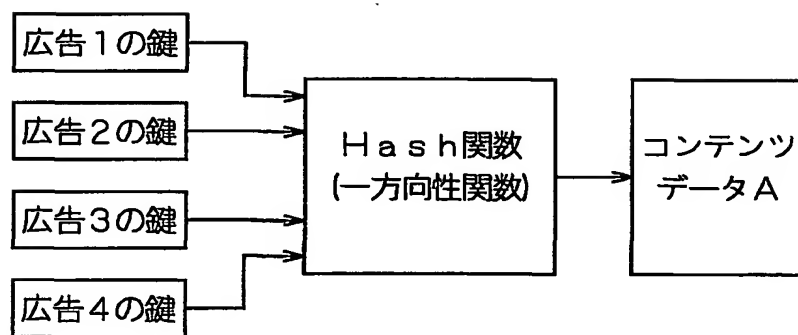 広告1の鍵
広告2の鍵
広告3の鍵
広告4の鍵
Hash関数
(一方向性関数)
コンテンツ
データA